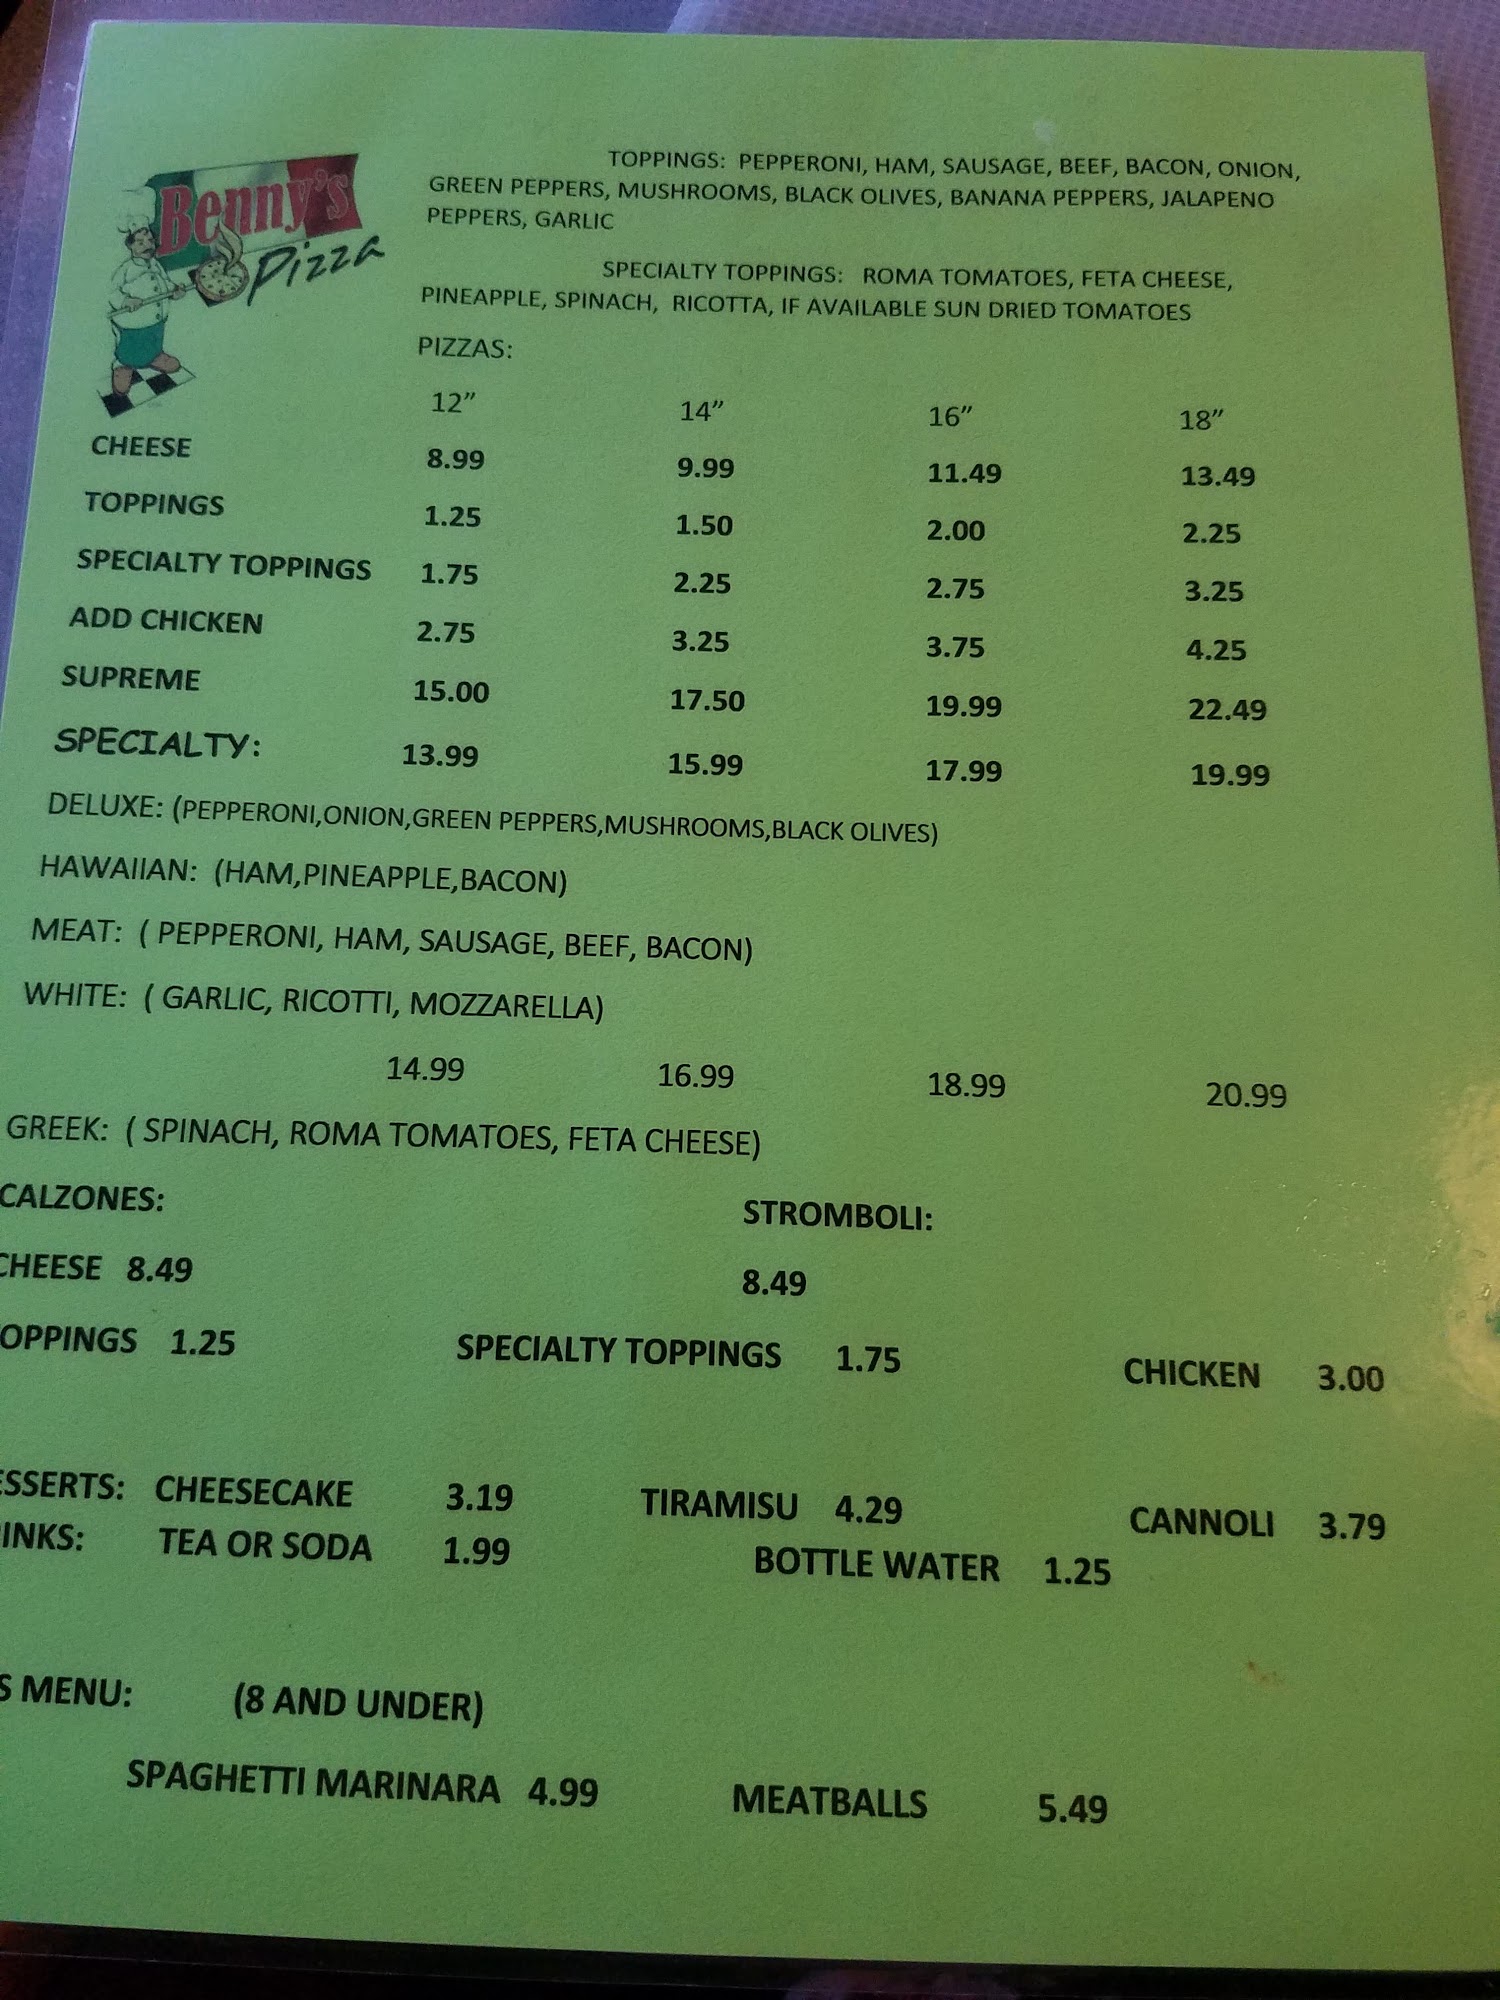 Benny's
Pizza
TOPPINGS: PEPPERONI, HAM, SAUSAGE, BEEF, BACON, ONION,
GREEN PEPPERS, MUSHROOMS, BLACK OLIVES, BANANA PEPPERS, JALAPENO
PEPPERS, GARLIC
SPECIALTY TOPPINGS: ROMA TOMATOES, FETA CHEESE,
PINEAPPLE, SPINACH, RICOTTA, IF AVAILABLE SUN DRIED TOMATOES
PIZZAS:
12” 14” 16” 18”
CHEESE 8.99 9.99 11.49 13.49
TOPPINGS 1.25 1.50 2.00 2.25
SPECIALTY TOPPINGS 1.75 2.25 2.75 3.25
ADD CHICKEN 2.75 3.25 3.75 4.25
SUPREME 15.00 17.50 19.99 22.49
SPECIALTY: 13.99 15.99 17.99 19.99
DELUXE: (PEPPERONI,ONION,GREEN PEPPERS,MUSHROOMS,BLACK OLIVES)
HAWAIIAN: (HAM,PINEAPPLE,BACON)
MEAT: ( PEPPERONI, HAM, SAUSAGE, BEEF, BACON)
WHITE: ( GARLIC, RICOTTI, MOZZARELLA)
14.99 16.99 18.99 20.99
GREEK: ( SPINACH, ROMA TOMATOES, FETA CHEESE)
CALZONES: STROMBOLI:
CHEESE 8.49 8.49
OPPINGS 1.25 SPECIALTY TOPPINGS 1.75 CHICKEN 3.00
ESSERTS: CHEESECAKE 3.19 TIRAMISU 4.29 CANNOLI 3.79
INKS: TEA OR SODA 1.99 BOTTLE WATER 1.25
S MENU: (8 AND UNDER)
SPAGHETTI MARINARA 4.99 MEATBALLS 5.49